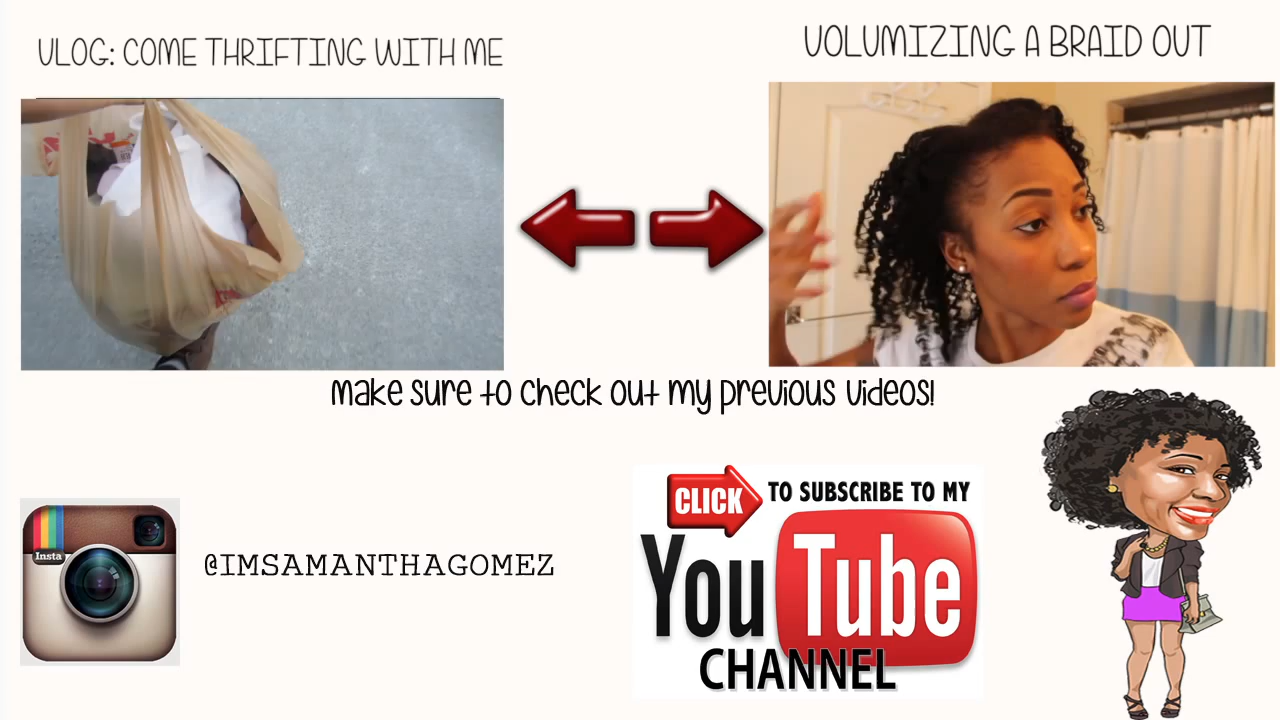 VLOG: COME THRIFTING WITH ME
VOLUMIZING A BRAID OUT
make sure to check out my previous videos!
Insta
@IMSAMANTHAGOMEZ
CLICK TO SUBSCRIBE TO MY
YouTube
CHANNEL